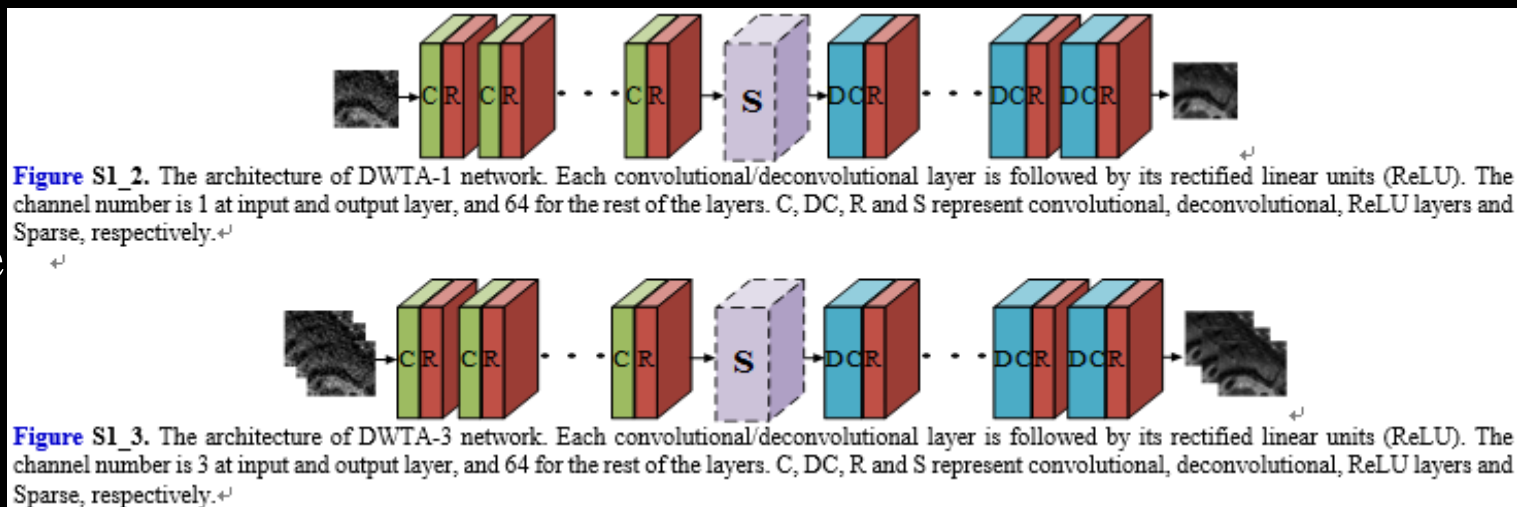 C R C R · · · C R S DC R · · · DC R DC R
↵
Figure S1_2. The architecture of DWTA-1 network. Each convolutional/deconvolutional layer is followed by its rectified linear units (ReLU). The
channel number is 1 at input and output layer, and 64 for the rest of the layers. C, DC, R and S represent convolutional, deconvolutional, ReLU layers and
Sparse, respectively.↵
e ↵
C R C R · · · C R S DC R · · · DC R DC R
↵
Figure S1_3. The architecture of DWTA-3 network. Each convolutional/deconvolutional layer is followed by its rectified linear units (ReLU). The
channel number is 3 at input and output layer, and 64 for the rest of the layers. C, DC, R and S represent convolutional, deconvolutional, ReLU layers and
Sparse, respectively.↵